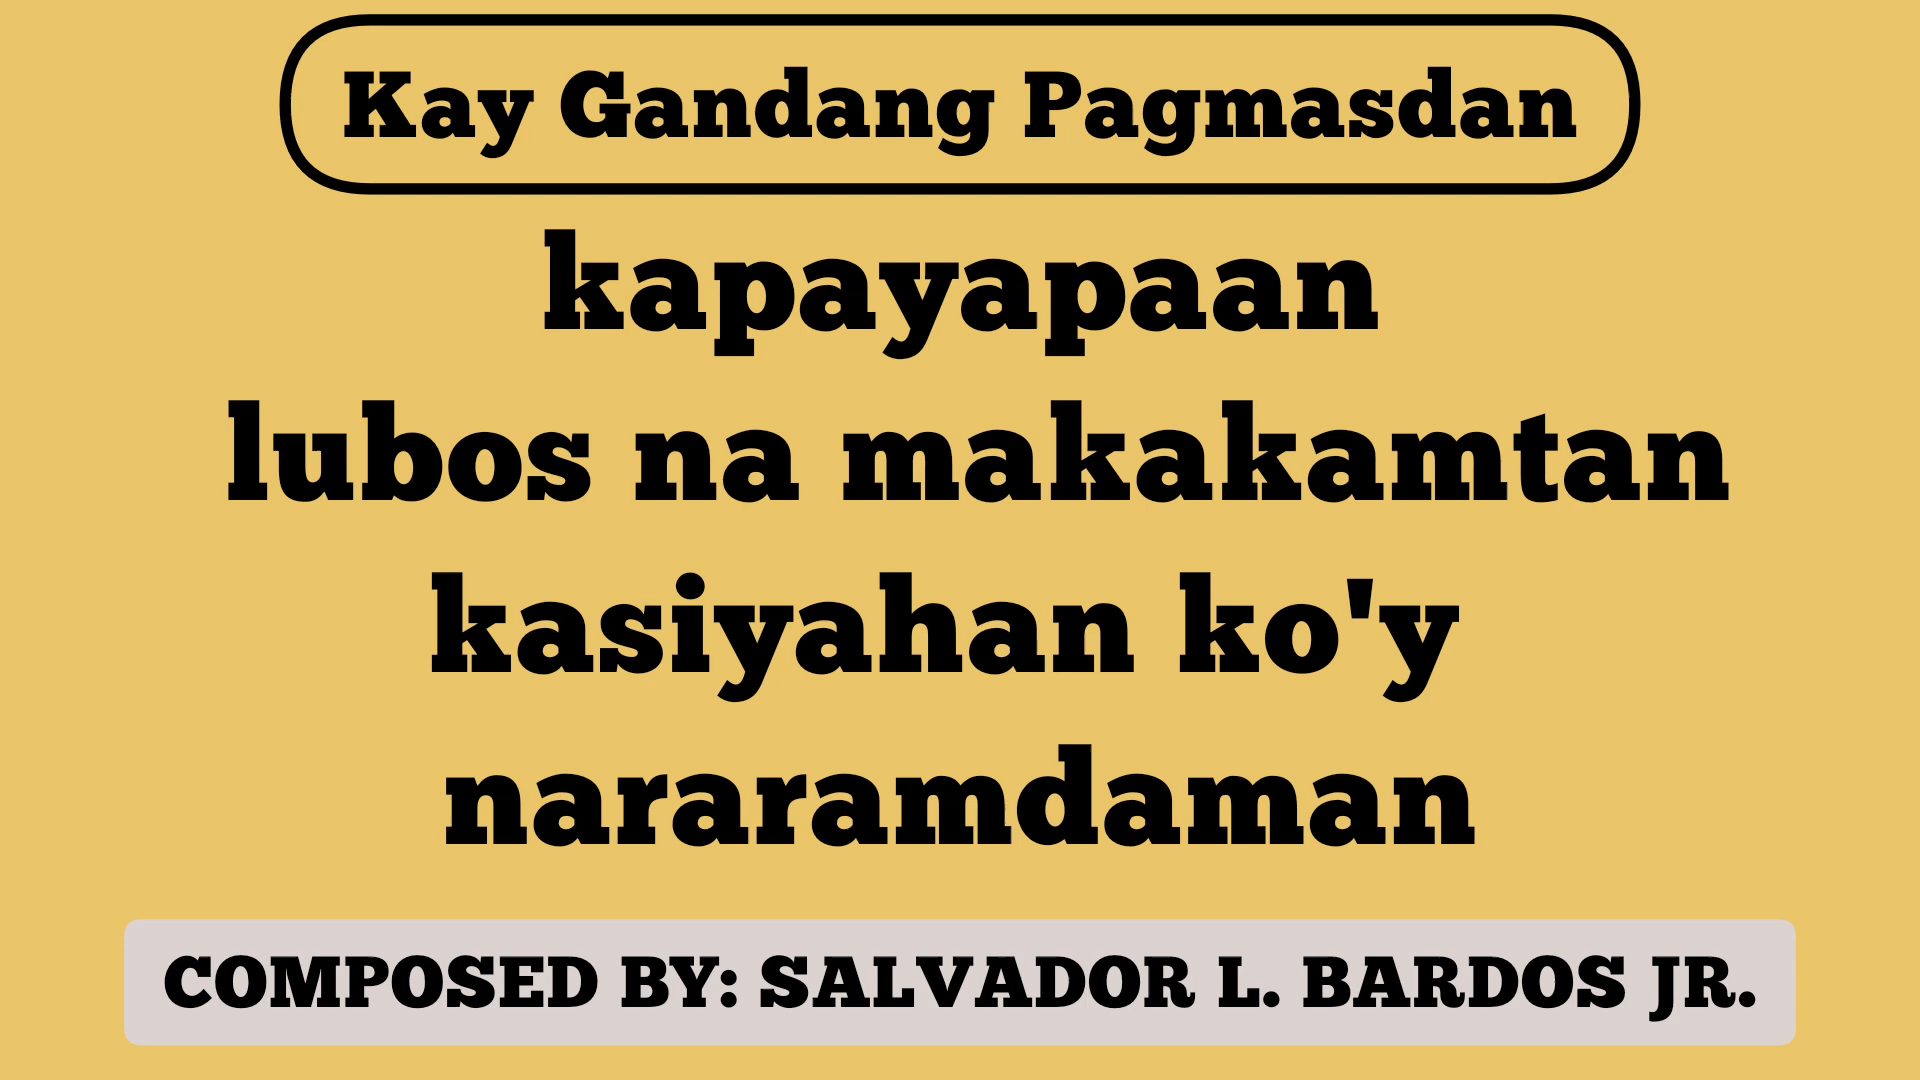 Kay Gandang Pagmasdan
kapayapaan
lubos na makakamtan
kasiyahan ko'y
nararamdaman
COMPOSED BY: SALVADOR L. BARDOS JR.